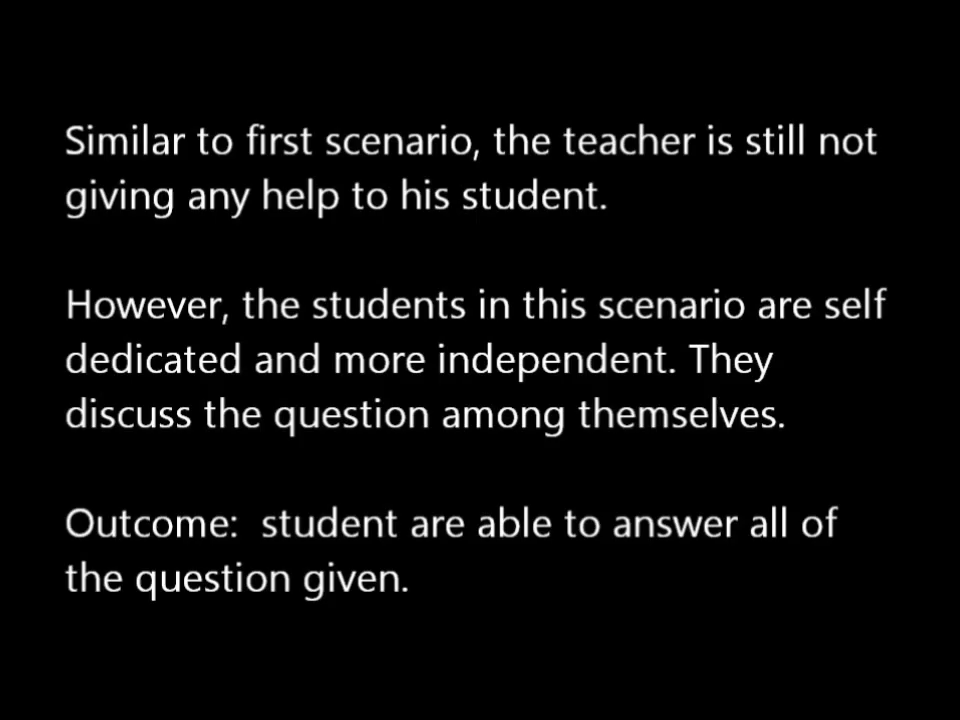 Similar to first scenario, the teacher is still not
giving any help to his student.
However, the students in this scenario are self
dedicated and more independent. They
discuss the question among themselves.
Outcome:  student are able to answer all of
the question given.